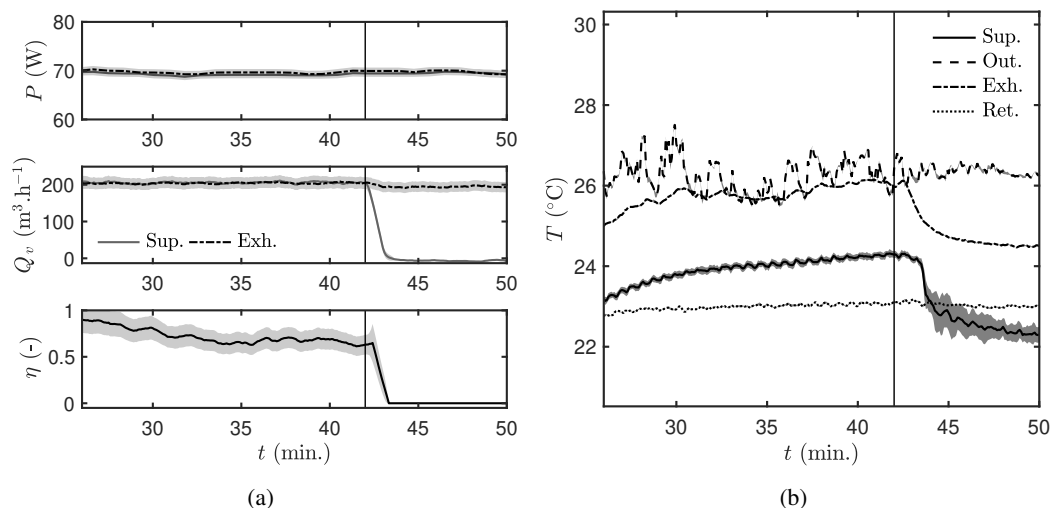 80
70
60
P (W)
30 35 40 45 50
200
100
0
Q_v (m³.h⁻¹)
Sup. Exh.
30 35 40 45 50
1
0.5
0
η (-)
30 35 40 45 50
t (min.)
(a)
30
28
26
24
22
T (°C)
Sup.
Out.
Exh.
Ret.
30 35 40 45 50
t (min.)
(b)